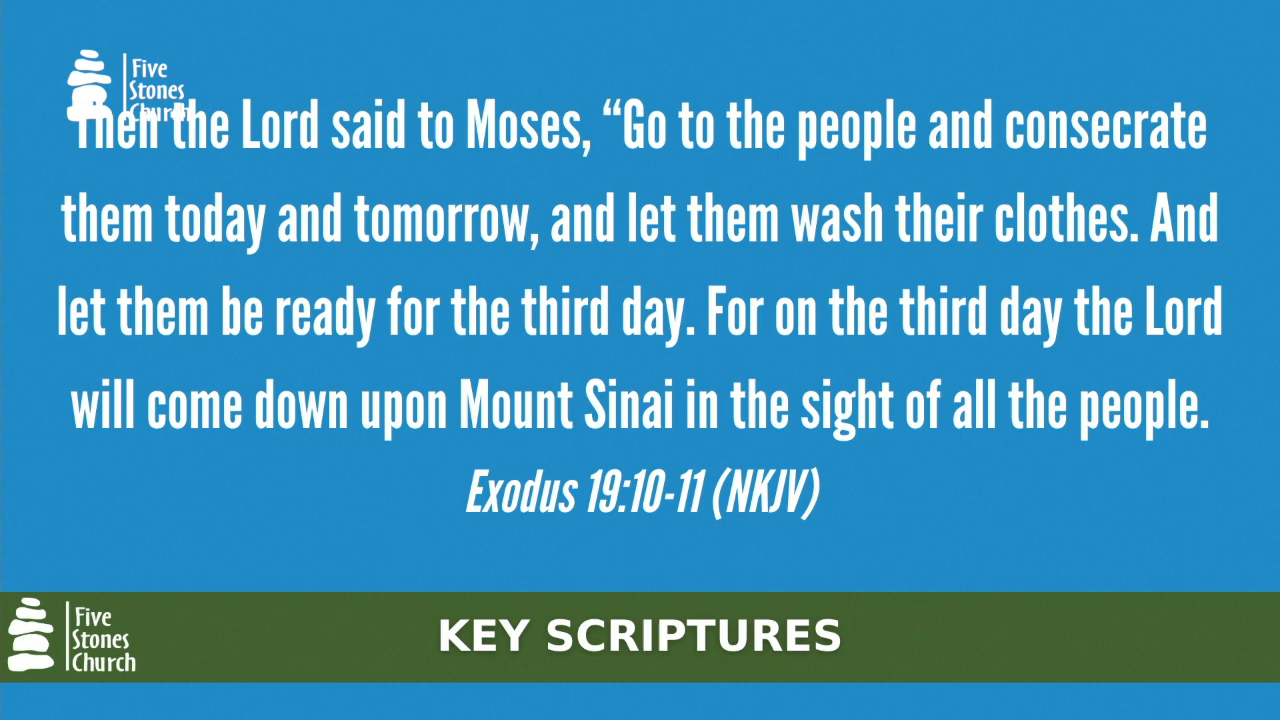 Five
Stones
Church
Then the Lord said to Moses, “Go to the people and consecrate
them today and tomorrow, and let them wash their clothes. And
let them be ready for the third day. For on the third day the Lord
will come down upon Mount Sinai in the sight of all the people.
Exodus 19:10-11 (NKJV)
Five
Stones
Church
KEY SCRIPTURES